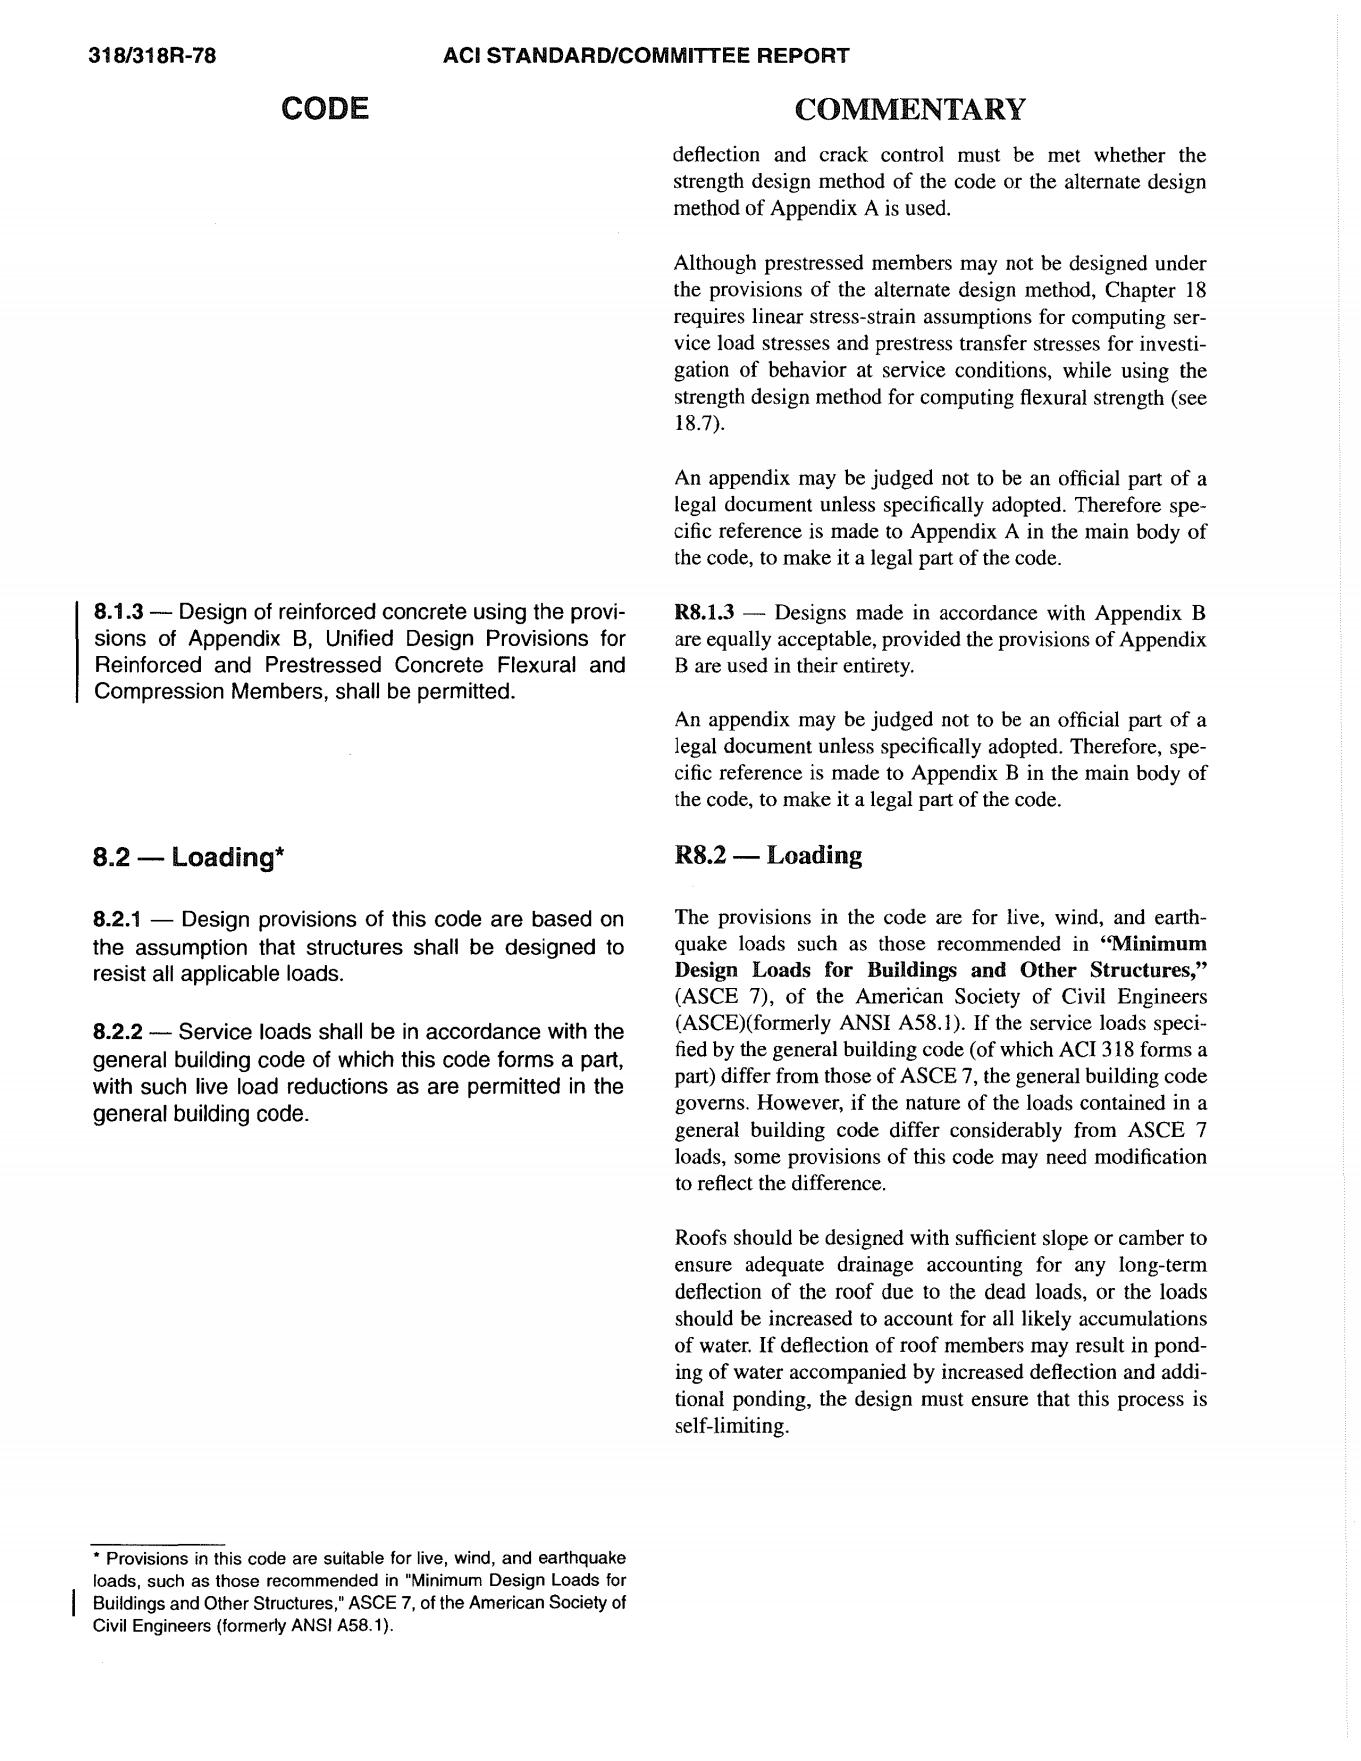 318/318R-78
ACI STANDARD/COMMITTEE REPORT
CODE
8.1.3 — Design of reinforced concrete using the provi-
sions of Appendix B, Unified Design Provisions for
Reinforced and Prestressed Concrete Flexural and
Compression Members, shall be permitted.
8.2 — Loading*
8.2.1 — Design provisions of this code are based on
the assumption that structures shall be designed to
resist all applicable loads.
8.2.2 — Service loads shall be in accordance with the
general building code of which this code forms a part,
with such live load reductions as are permitted in the
general building code.
* Provisions in this code are suitable for live, wind, and earthquake
loads, such as those recommended in "Minimum Design Loads for
Buildings and Other Structures," ASCE 7, of the American Society of
Civil Engineers (formerly ANSI A58.1).
COMMENTARY
deflection and crack control must be met whether the
strength design method of the code or the alternate design
method of Appendix A is used.
Although prestressed members may not be designed under
the provisions of the alternate design method, Chapter 18
requires linear stress-strain assumptions for computing ser-
vice load stresses and prestress transfer stresses for investi-
gation of behavior at service conditions, while using the
strength design method for computing flexural strength (see
18.7).
An appendix may be judged not to be an official part of a
legal document unless specifically adopted. Therefore spe-
cific reference is made to Appendix A in the main body of
the code, to make it a legal part of the code.
R8.1.3 — Designs made in accordance with Appendix B
are equally acceptable, provided the provisions of Appendix
B are used in their entirety.
An appendix may be judged not to be an official part of a
legal document unless specifically adopted. Therefore, spe-
cific reference is made to Appendix B in the main body of
the code, to make it a legal part of the code.
R8.2 — Loading
The provisions in the code are for live, wind, and earth-
quake loads such as those recommended in “Minimum
Design Loads for Buildings and Other Structures,”
(ASCE 7), of the American Society of Civil Engineers
(ASCE)(formerly ANSI A58.1). If the service loads speci-
fied by the general building code (of which ACI 318 forms a
part) differ from those of ASCE 7, the general building code
governs. However, if the nature of the loads contained in a
general building code differ considerably from ASCE 7
loads, some provisions of this code may need modification
to reflect the difference.
Roofs should be designed with sufficient slope or camber to
ensure adequate drainage accounting for any long-term
deflection of the roof due to the dead loads, or the loads
should be increased to account for all likely accumulations
of water. If deflection of roof members may result in pond-
ing of water accompanied by increased deflection and addi-
tional ponding, the design must ensure that this process is
self-limiting.